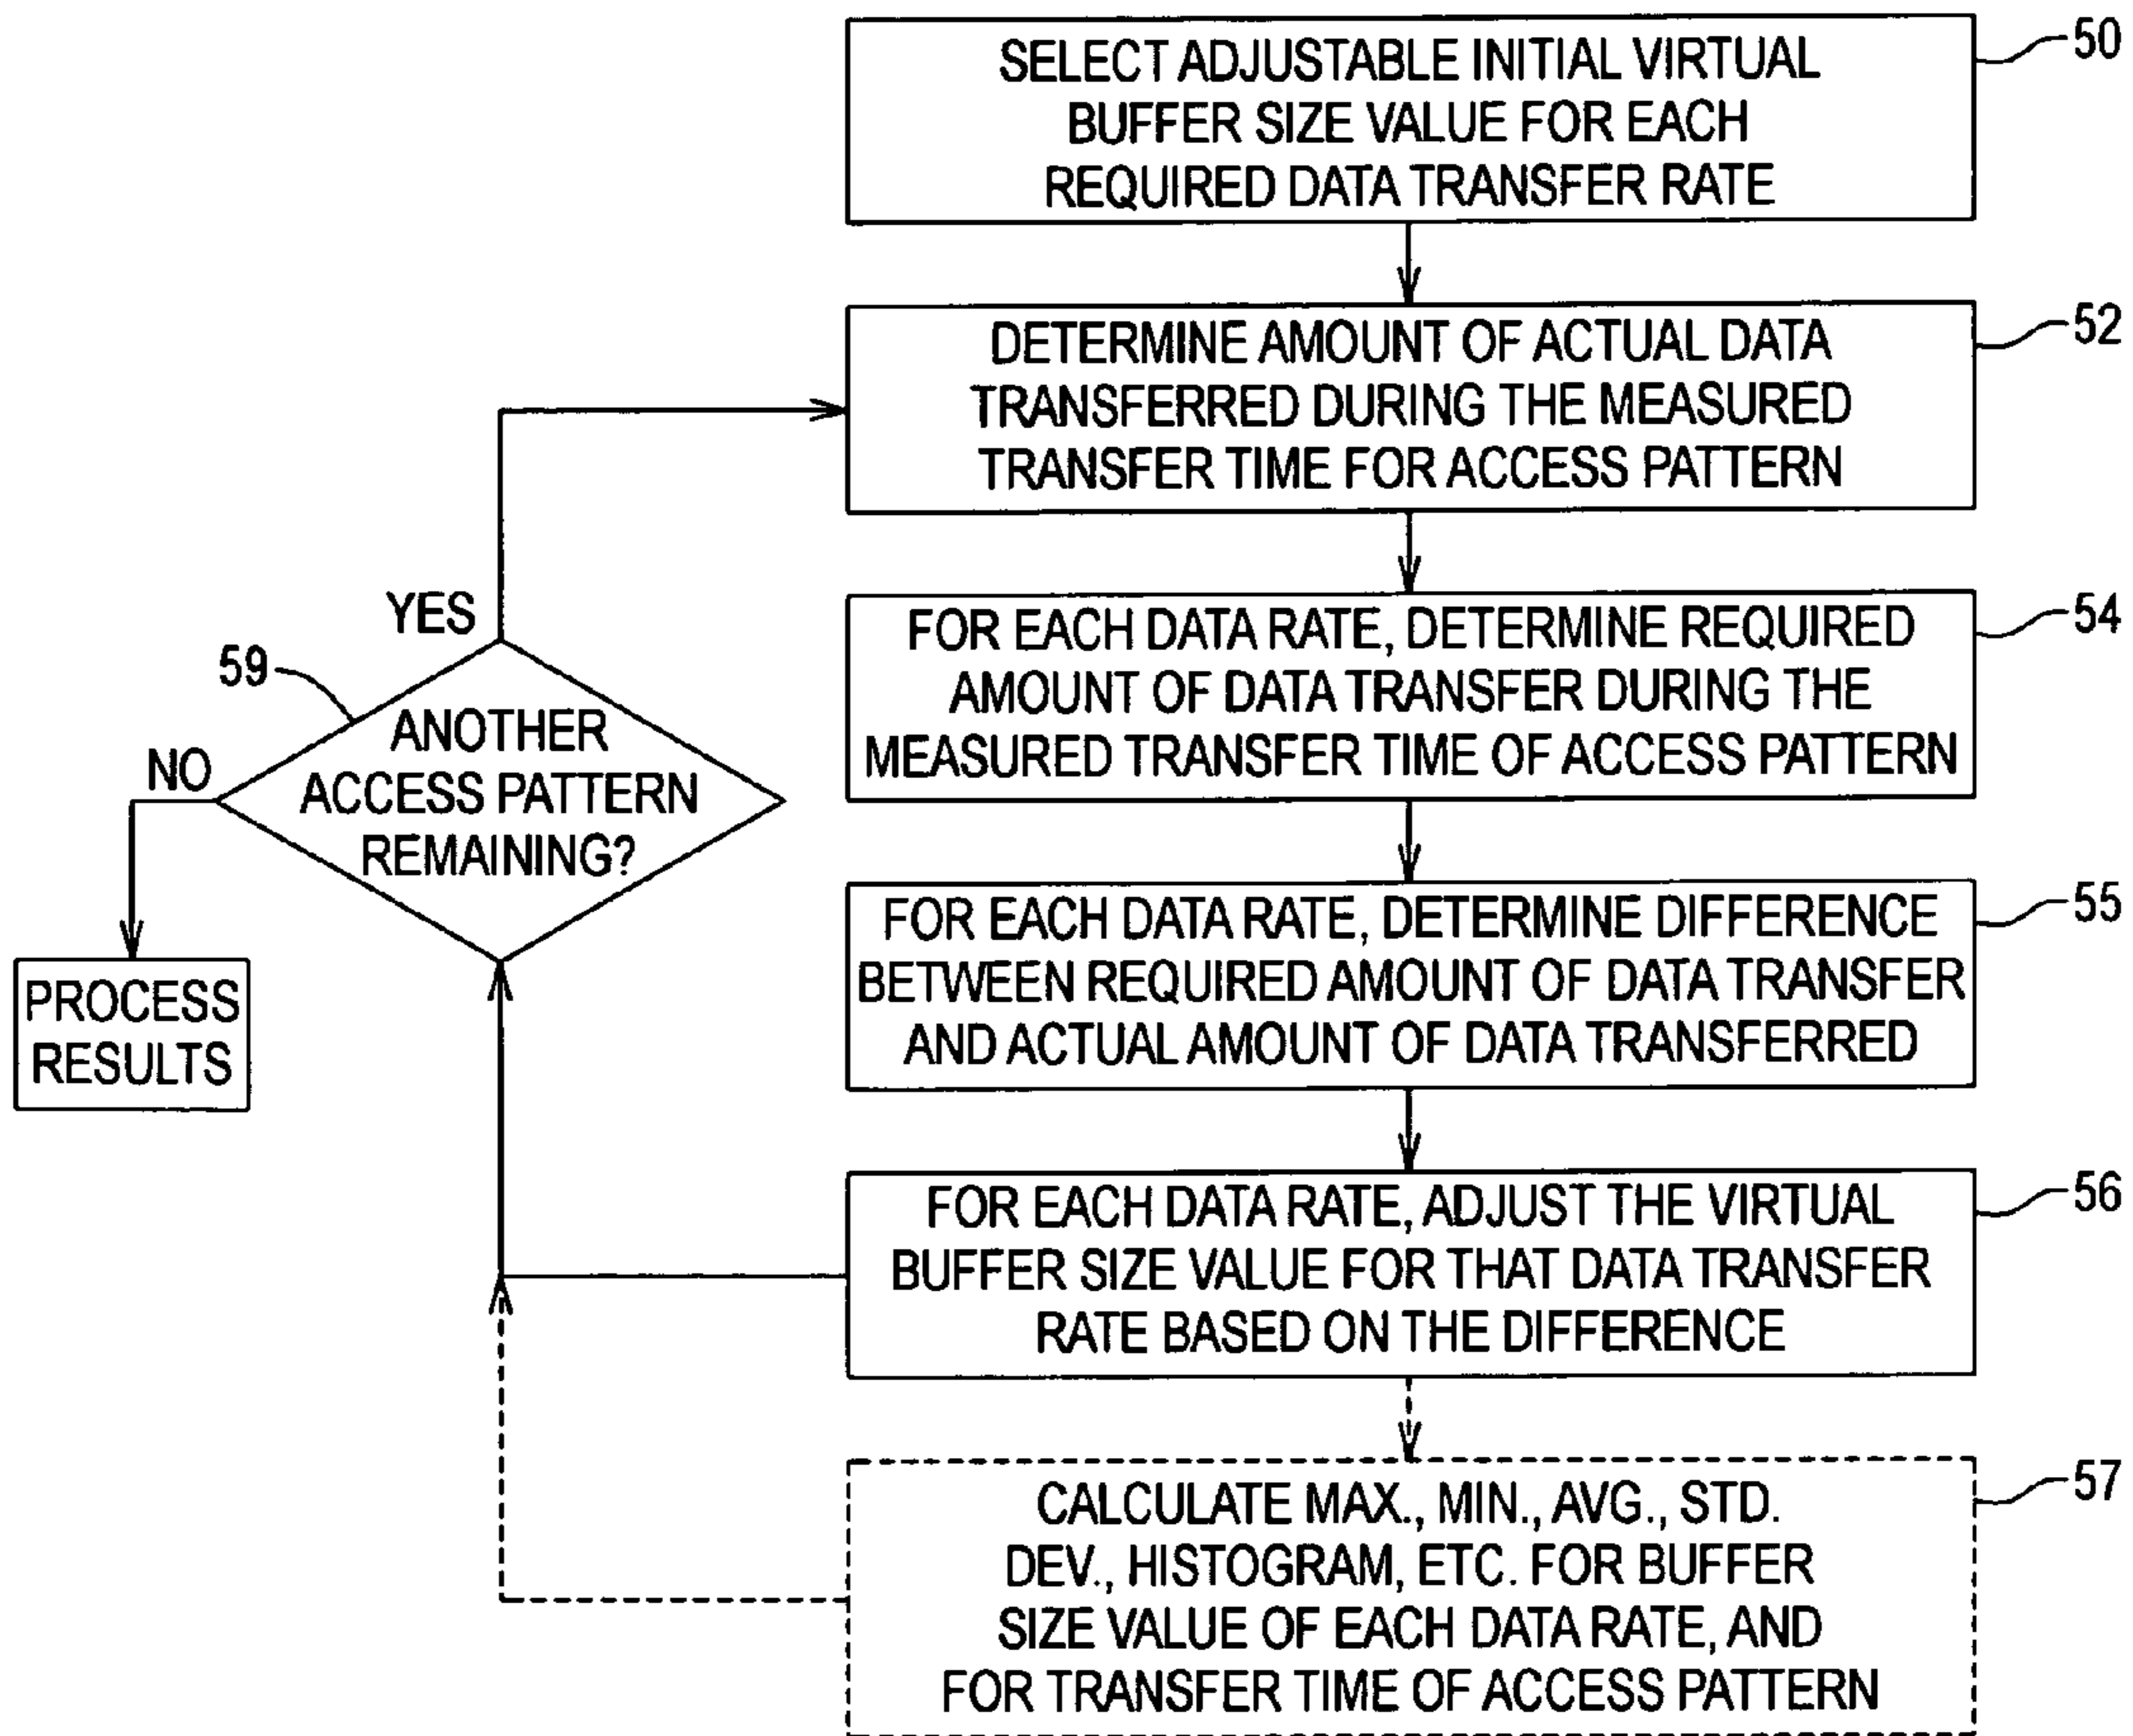 SELECT ADJUSTABLE INITIAL VIRTUAL
BUFFER SIZE VALUE FOR EACH
REQUIRED DATA TRANSFER RATE
50
DETERMINE AMOUNT OF ACTUAL DATA
TRANSFERRED DURING THE MEASURED
TRANSFER TIME FOR ACCESS PATTERN
52
FOR EACH DATA RATE, DETERMINE REQUIRED
AMOUNT OF DATA TRANSFER DURING THE
MEASURED TRANSFER TIME OF ACCESS PATTERN
54
FOR EACH DATA RATE, DETERMINE DIFFERENCE
BETWEEN REQUIRED AMOUNT OF DATA TRANSFER
AND ACTUAL AMOUNT OF DATA TRANSFERRED
55
FOR EACH DATA RATE, ADJUST THE VIRTUAL
BUFFER SIZE VALUE FOR THAT DATA TRANSFER
RATE BASED ON THE DIFFERENCE
56
CALCULATE MAX., MIN., AVG., STD.
DEV., HISTOGRAM, ETC. FOR BUFFER
SIZE VALUE OF EACH DATA RATE, AND
FOR TRANSFER TIME OF ACCESS PATTERN
57
YES
59
ANOTHER
ACCESS PATTERN
REMAINING?
NO
PROCESS
RESULTS